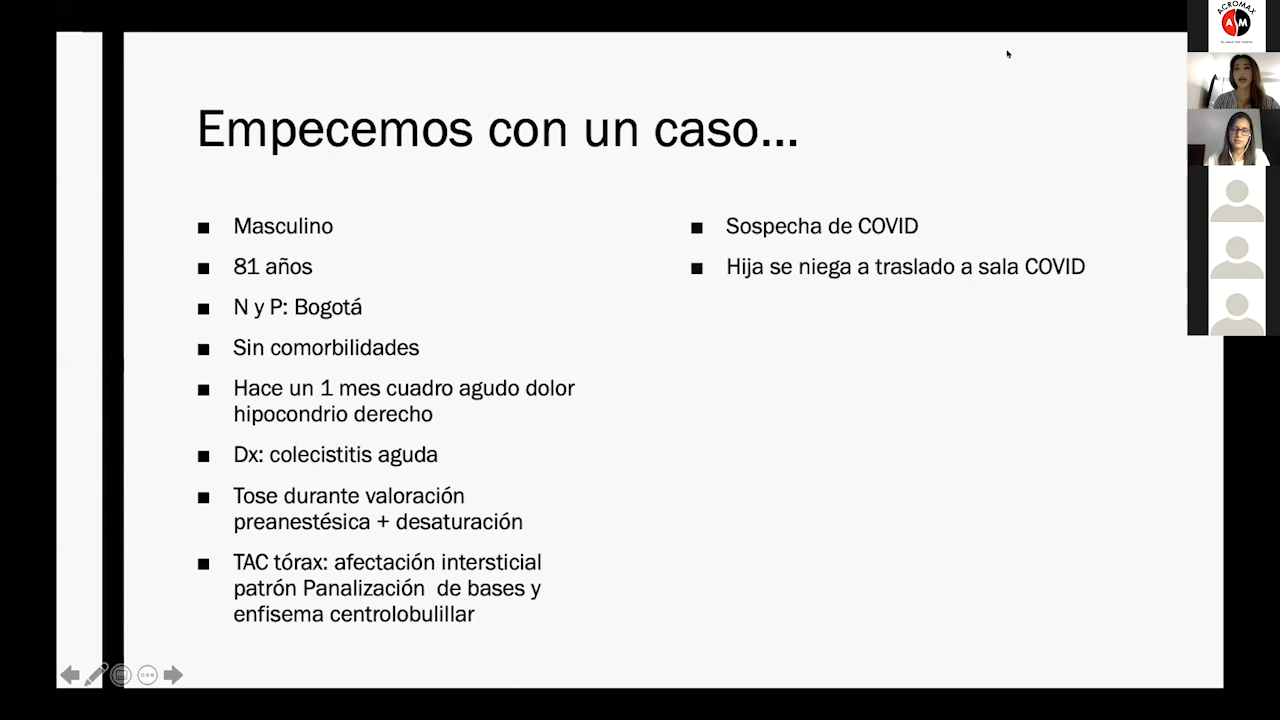 Empecemos con un caso...
Masculino
81 años
N y P: Bogotá
Sin comorbilidades
Hace un 1 mes cuadro agudo dolor
hipocondrio derecho
Dx: colecistitis aguda
Tose durante valoración
preanestésica + desaturación
TAC tórax: afectación intersticial
patrón Panalización de bases y
enfisema centrolobulillar
Sospecha de COVID
Hija se niega a traslado a sala COVID
ACROMAX
AM